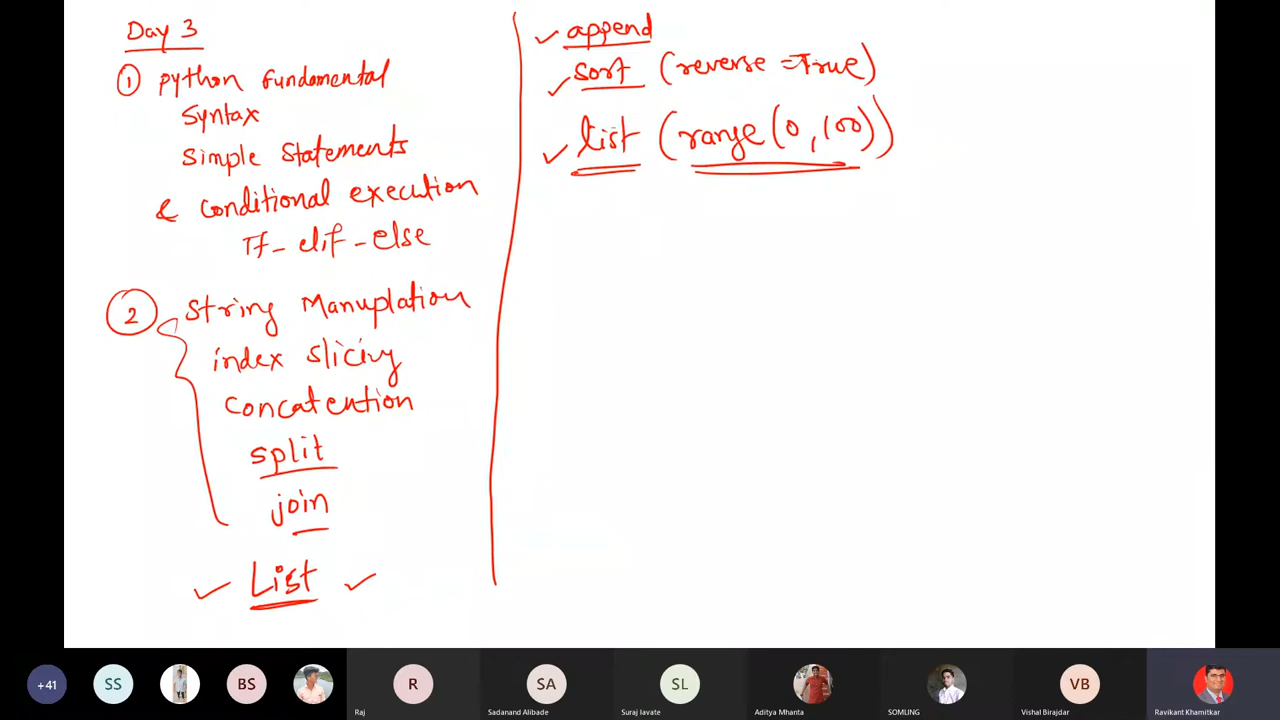 Day 3
① Python Fundamental
Syntax
Simple Statements
& conditional execution
IF - elif - else
② String Manuplation
index slicing
concatention
split
join
✓ List ✓
✓ append
✓ sort (reverse = True)
✓ list (range (0, 100))
+41
SS
BS
R
Raj
SA
Sadanand Alibade
SL
Suraj Javate
Aditya Mhanta
SOMLING
VB
Vishal Birajdar
Ravikant Khamitkar